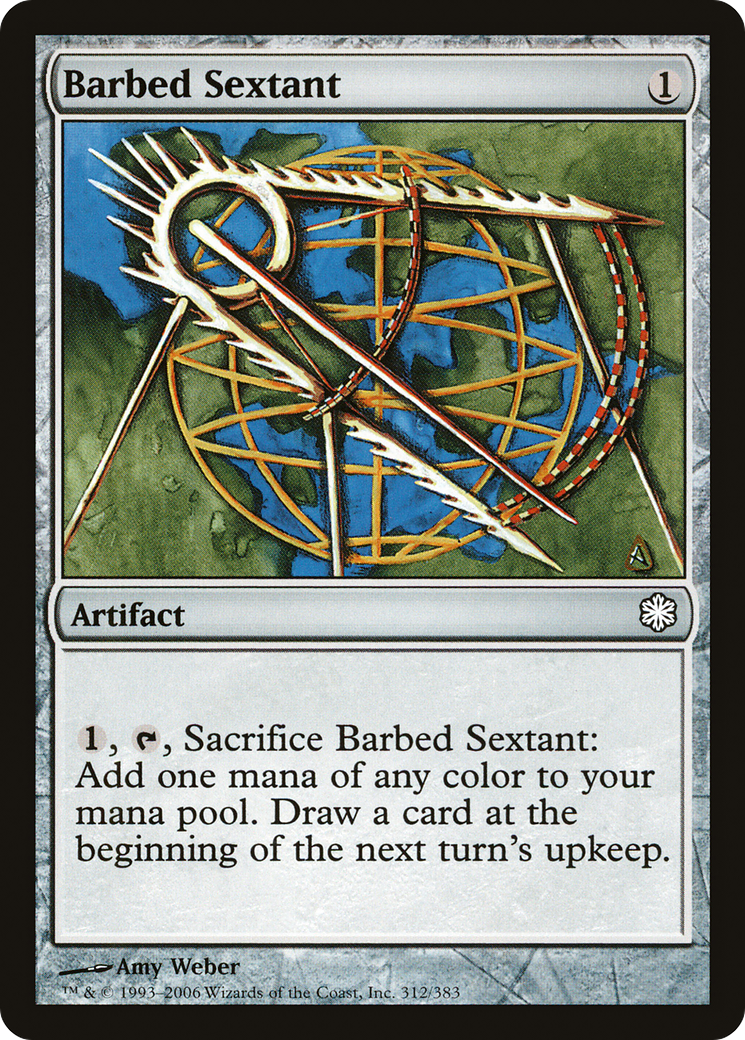 Barbed Sextant 1
Artifact
1, , Sacrifice Barbed Sextant:
Add one mana of any color to your
mana pool. Draw a card at the
beginning of the next turn's upkeep.
Amy Weber
™ & © 1993–2006 Wizards of the Coast, Inc. 312/383